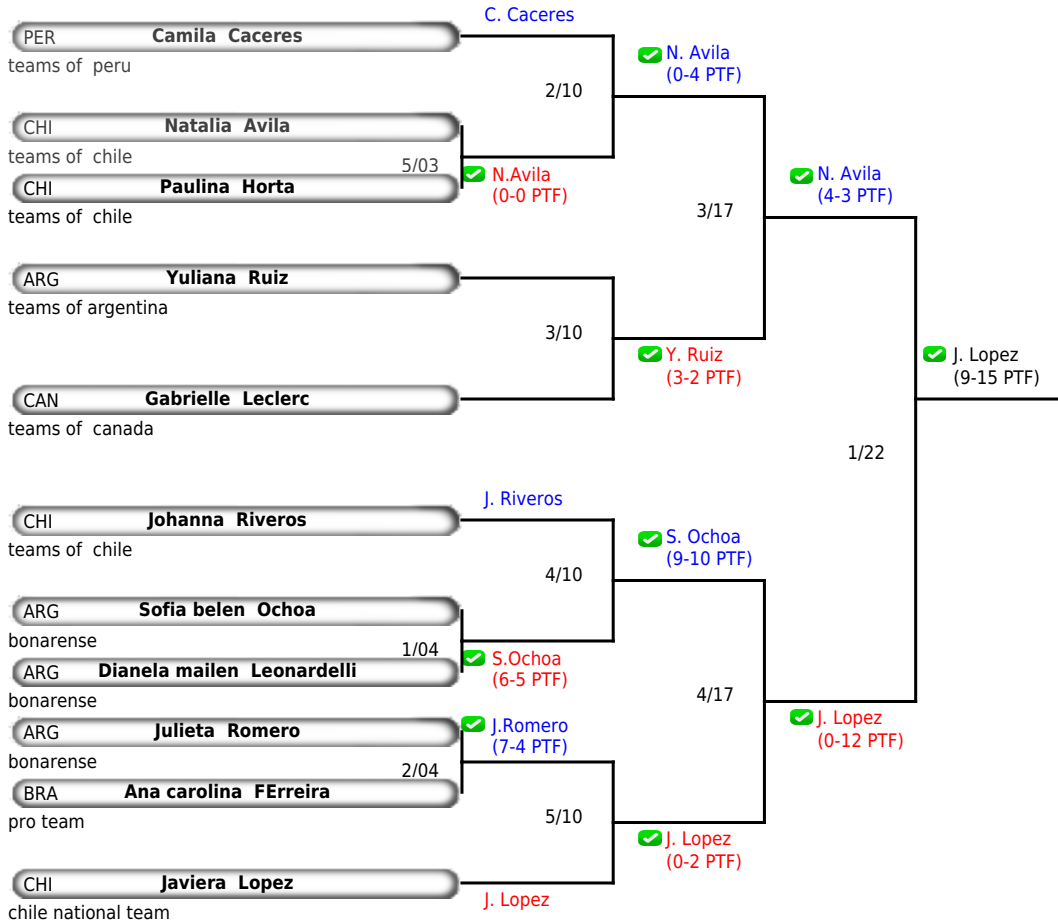 C. Caceres
PER Camila Caceres
teams of peru
N. Avila
(0-4 PTF)
2/10
CHI Natalia Avila
teams of chile
5/03
N.Avila
(0-0 PTF)
CHI Paulina Horta
teams of chile
N. Avila
(4-3 PTF)
3/17
ARG Yuliana Ruiz
teams of argentina
3/10
Y. Ruiz
(3-2 PTF)
J. Lopez
(9-15 PTF)
CAN Gabrielle Leclerc
teams of canada
1/22
J. Riveros
CHI Johanna Riveros
teams of chile
S. Ochoa
(9-10 PTF)
4/10
ARG Sofia belen Ochoa
bonarense
1/04
S.Ochoa
(6-5 PTF)
ARG Dianela mailen Leonardelli
bonarense
4/17
ARG Julieta Romero
bonarense
J.Romero
(7-4 PTF)
J. Lopez
(0-12 PTF)
2/04
BRA Ana carolina FErreira
pro team
5/10
J. Lopez
(0-2 PTF)
CHI Javiera Lopez
chile national team
J. Lopez